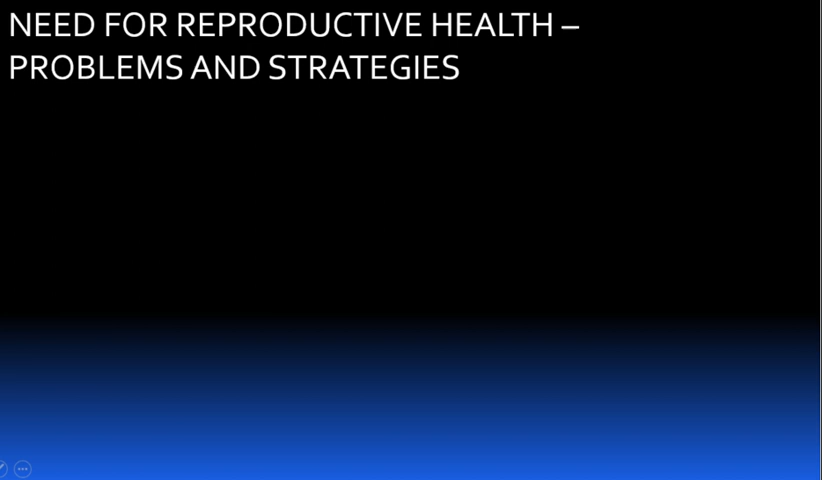 NEED FOR REPRODUCTIVE HEALTH –
PROBLEMS AND STRATEGIES